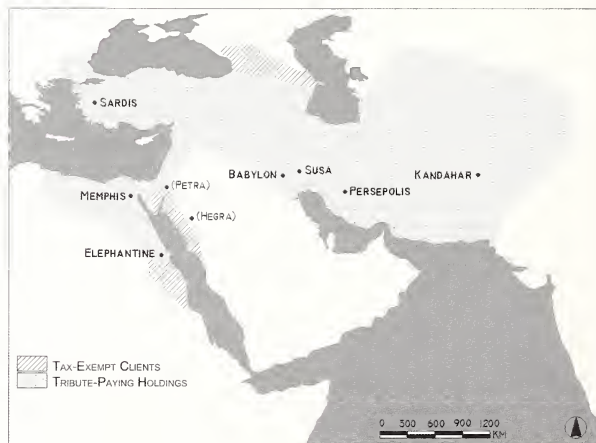 SARDIS
(PETRA)
BABYLON
SUSA
KANDAHAR
MEMPHIS
PERSEPOLIS
(HEGRA)
ELEPHANTINE
TAX-EXEMPT CLIENTS
TRIBUTE-PAYING HOLDINGS
0 300 600 900 1200
KM